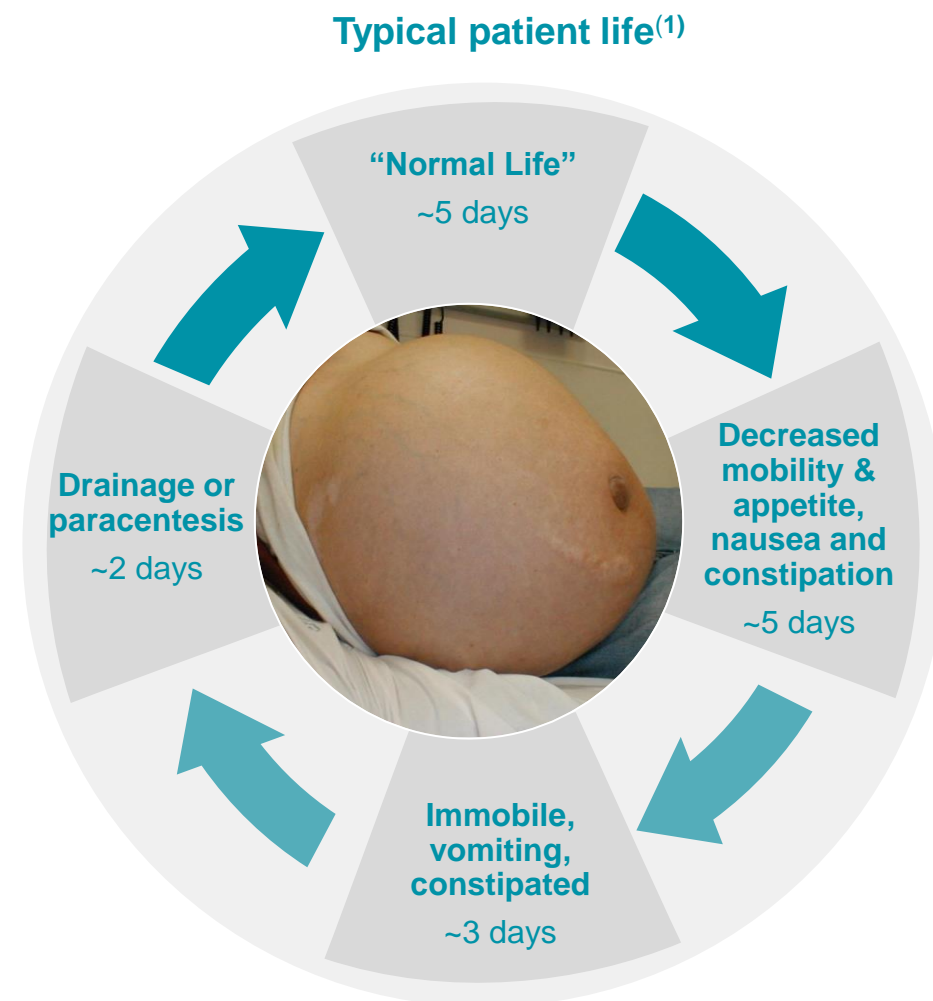 Typical patient life(1)
“Normal Life”
~5 days
Decreased
mobility &
appetite,
nausea and
constipation
~5 days
Immobile,
vomiting,
constipated
~3 days
Drainage or
paracentesis
~2 days